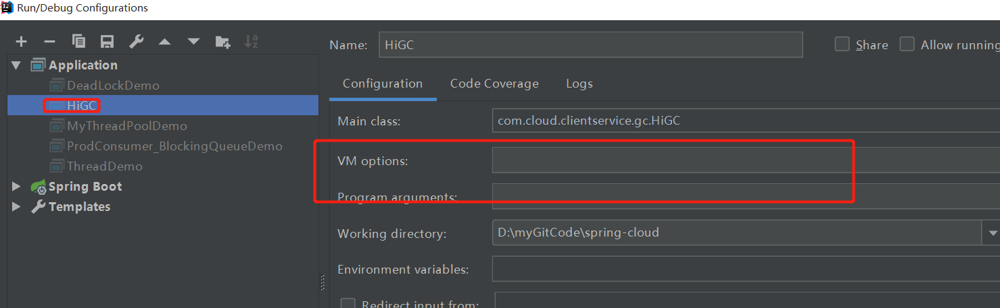 Run/Debug Configurations
Name: HiGC Share Allow running
Application
DeadLockDemo
HiGC
MyThreadPoolDemo
ProdConsumer_BlockingQueueDemo
ThreadDemo
Spring Boot
Templates
Configuration Code Coverage Logs
Main class: com.cloud.clientservice.gc.HiGC
VM options:
Program arguments:
Working directory: D:\myGitCode\spring-cloud
Environment variables:
Redirect input from: